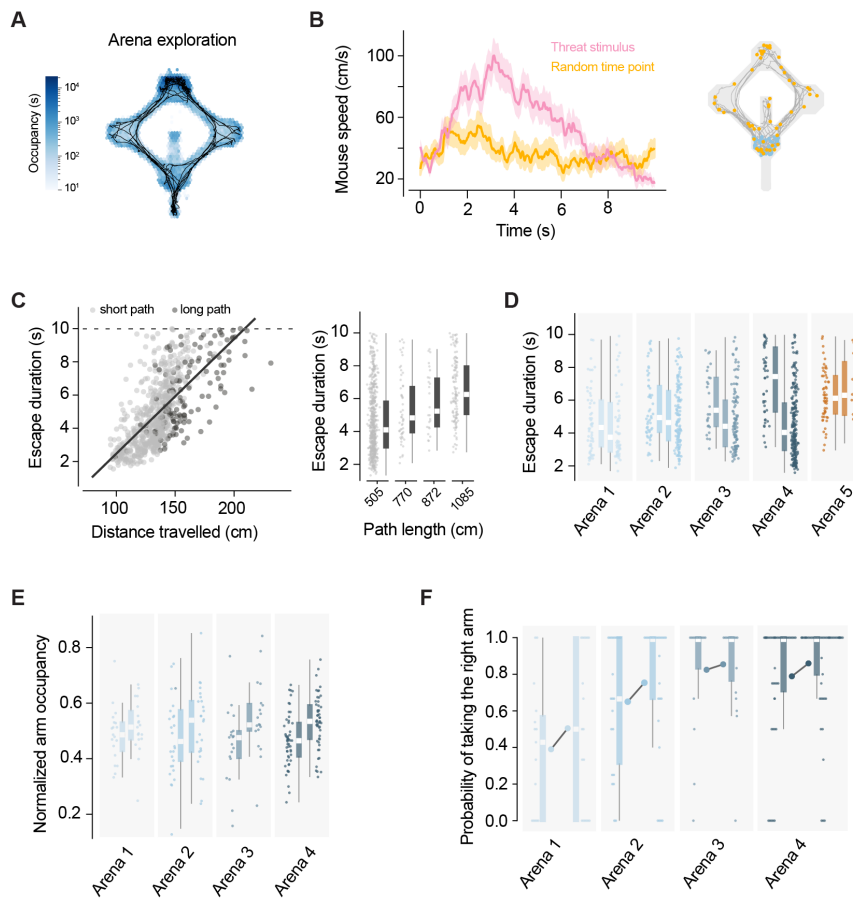 A
Arena exploration
Occupancy (s)
10⁴
10³
10²
10¹
B
Threat stimulus
Random time point
Mouse speed (cm/s)
100
60
20
0
2
4
6
8
Time (s)
C
short path
long path
Escape duration (s)
10
8
6
4
2
100
150
200
Distance travelled (cm)
Escape duration (s)
10
8
6
4
2
505
770
872
1085
Path length (cm)
D
Escape duration (s)
10
8
6
4
2
Arena 1
Arena 2
Arena 3
Arena 4
Arena 5
E
Normalized arm occupancy
0.8
0.6
0.4
0.2
Arena 1
Arena 2
Arena 3
Arena 4
F
Probability of taking the right arm
1.0
0.8
0.6
0.4
0.2
0.0
Arena 1
Arena 2
Arena 3
Arena 4